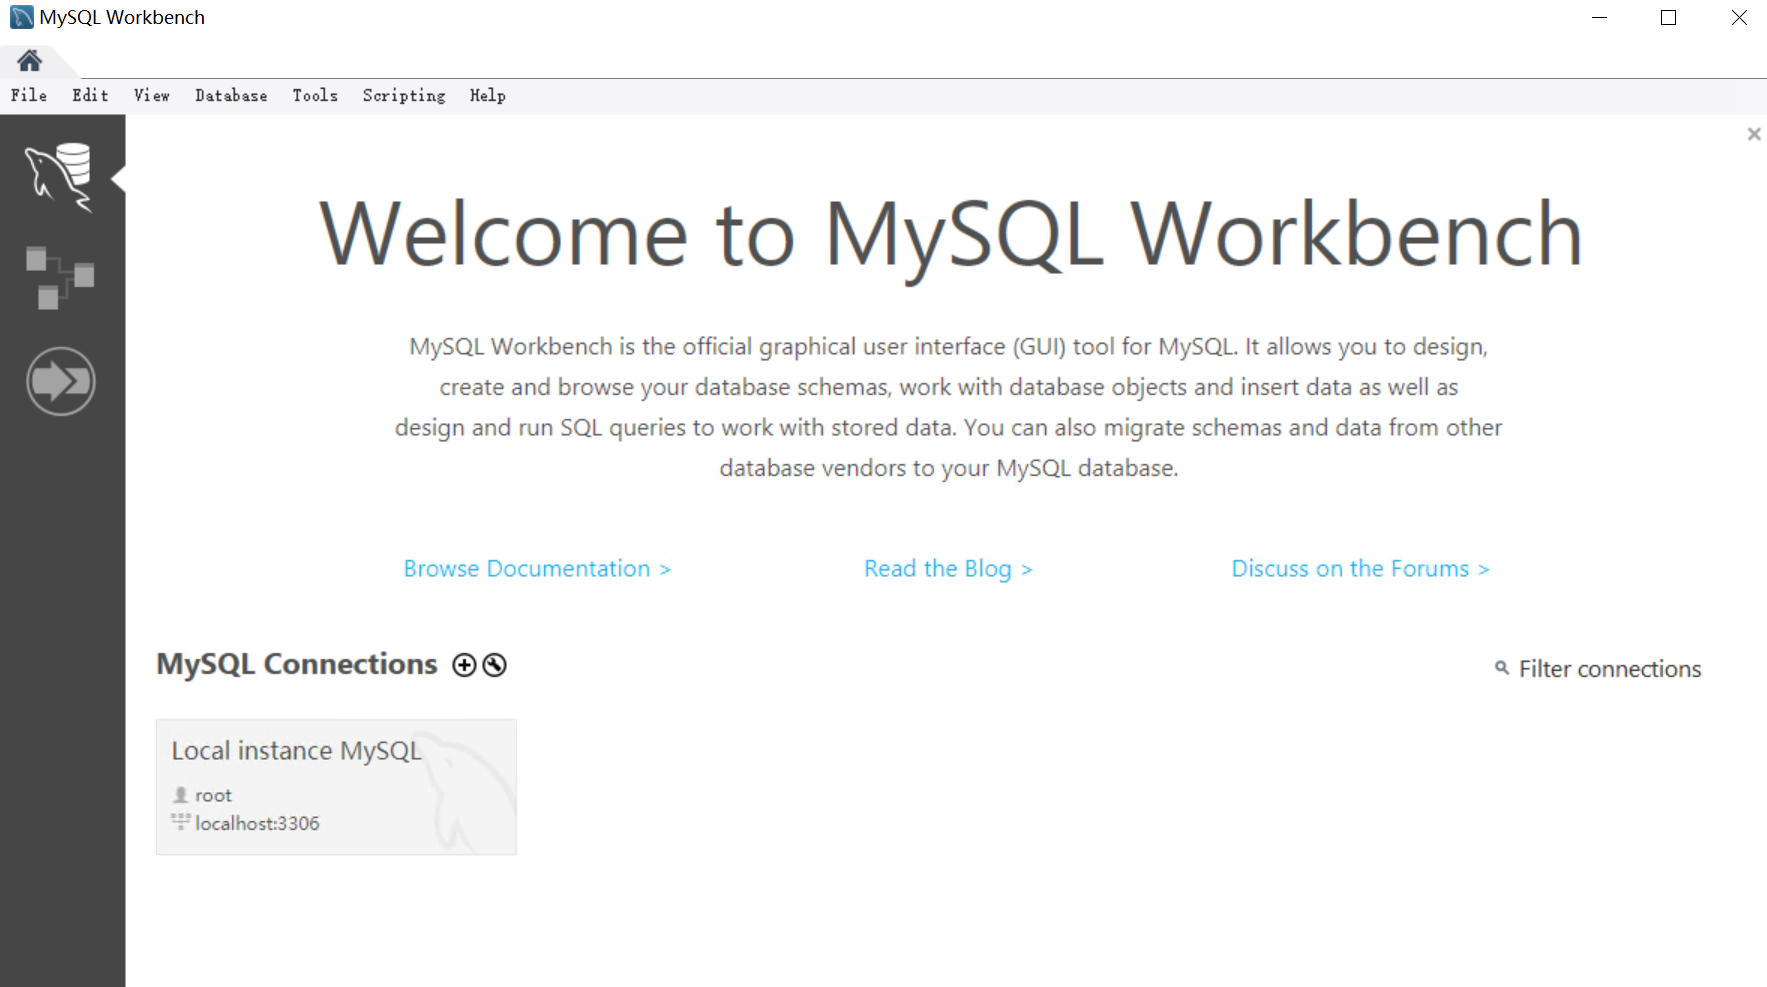 MySQL Workbench
File Edit View Database Tools Scripting Help
Welcome to MySQL Workbench
MySQL Workbench is the official graphical user interface (GUI) tool for MySQL. It allows you to design,
create and browse your database schemas, work with database objects and insert data as well as
design and run SQL queries to work with stored data. You can also migrate schemas and data from other
database vendors to your MySQL database.
Browse Documentation > Read the Blog > Discuss on the Forums >
MySQL Connections
Filter connections
Local instance MySQL
root
localhost:3306